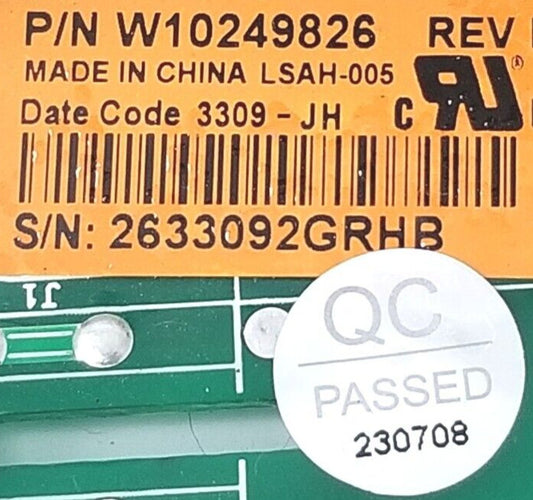 P/N W10249826 REV
MADE IN CHINA LSAH-005
Date Code 3309 - JH C
S/N: 2633092GRHB
J1
QC
PASSED
230708